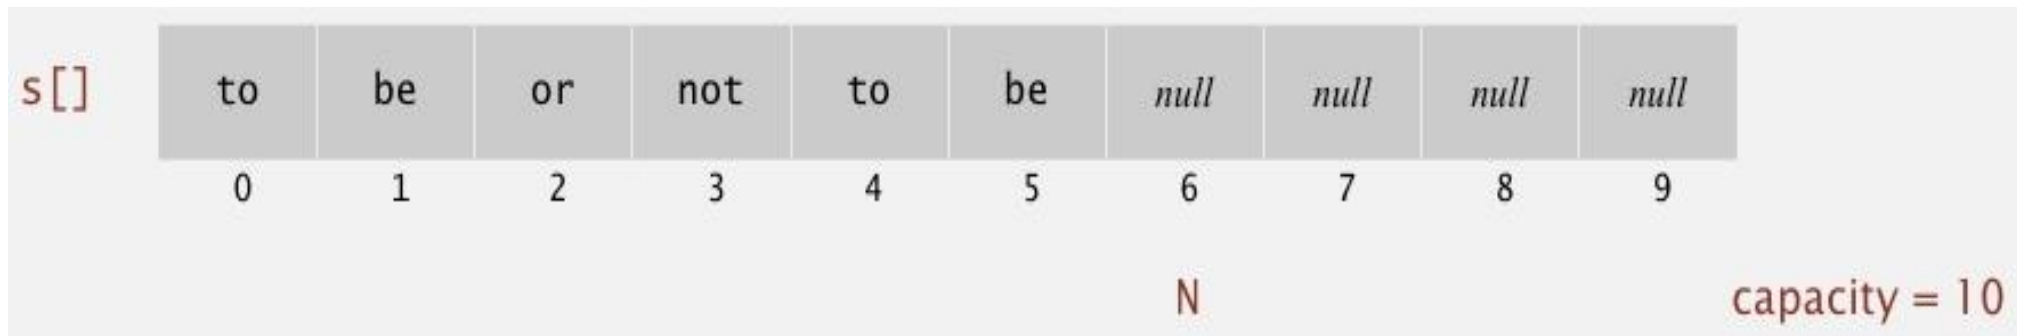 s[] to be or not to be null null null null
0 1 2 3 4 5 6 7 8 9
N capacity = 10